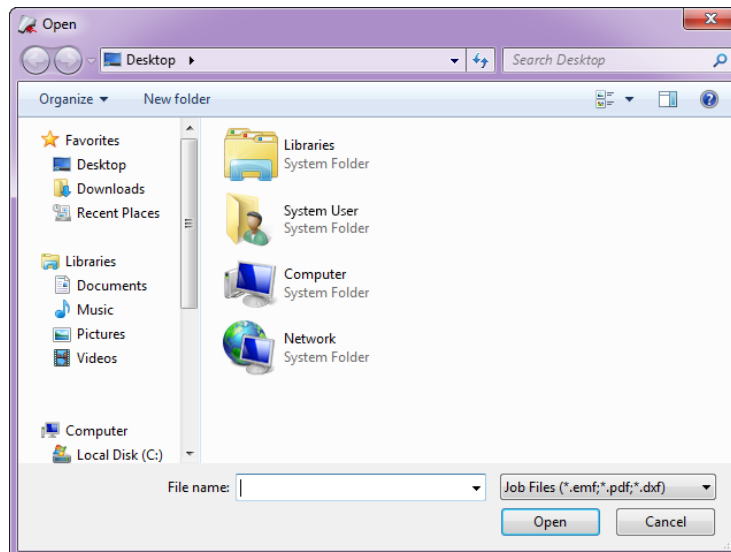 Open
Desktop
Search Desktop
Organize
New folder
Favorites
Desktop
Downloads
Recent Places
Libraries
Documents
Music
Pictures
Videos
Computer
Local Disk (C:)
Libraries
System Folder
System User
System Folder
Computer
System Folder
Network
System Folder
File name:
Job Files (*.emf;*.pdf;*.dxf)
Open
Cancel